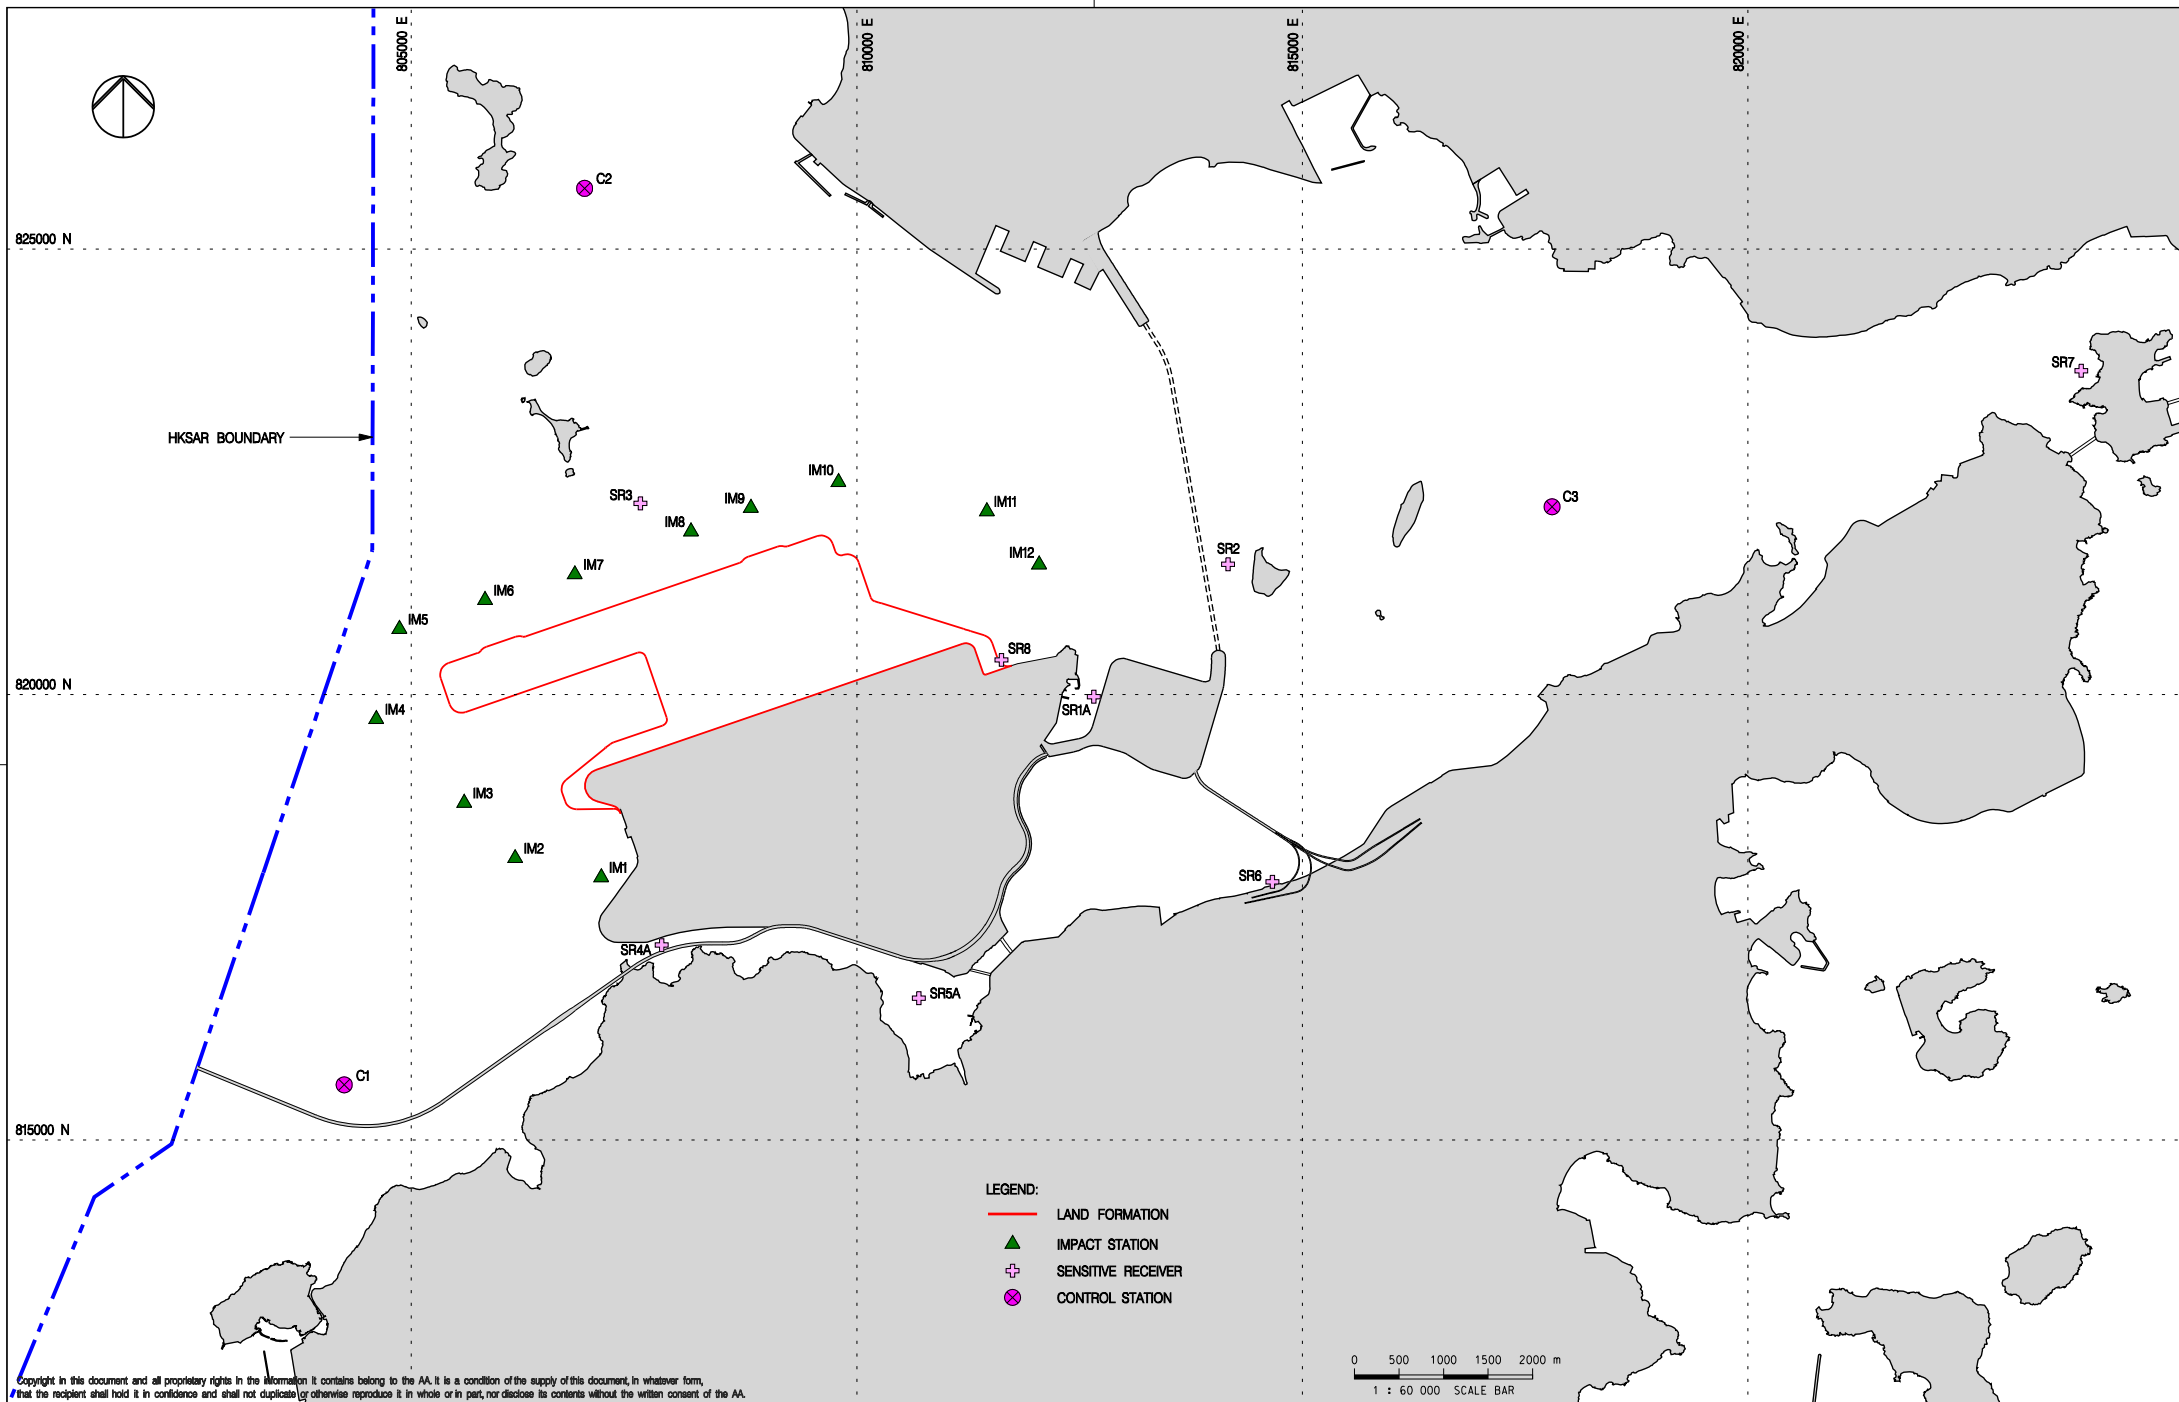 805000 E
810000 E
815000 E
820000 E
C2
825000 N
SR7
HKSAR BOUNDARY
IM10
SR3
IM9
IM11
C3
IM8
IM12
SR2
IM7
IM6
IM5
SR8
820000 N
IM4
SR1A
IM3
IM2
IM1
SR6
SR4A
SR5A
C1
815000 N
LEGEND:
LAND FORMATION
IMPACT STATION
SENSITIVE RECEIVER
CONTROL STATION
0 500 1000 1500 2000 m
1 : 60 000 SCALE BAR
Copyright in this document and all proprietary rights in the information it contains belong to the AA. It is a condition of the supply of this document, in whatever form,
that the recipient shall hold it in confidence and shall not duplicate or otherwise reproduce it in whole or in part, nor disclose its contents without the written consent of the AA.